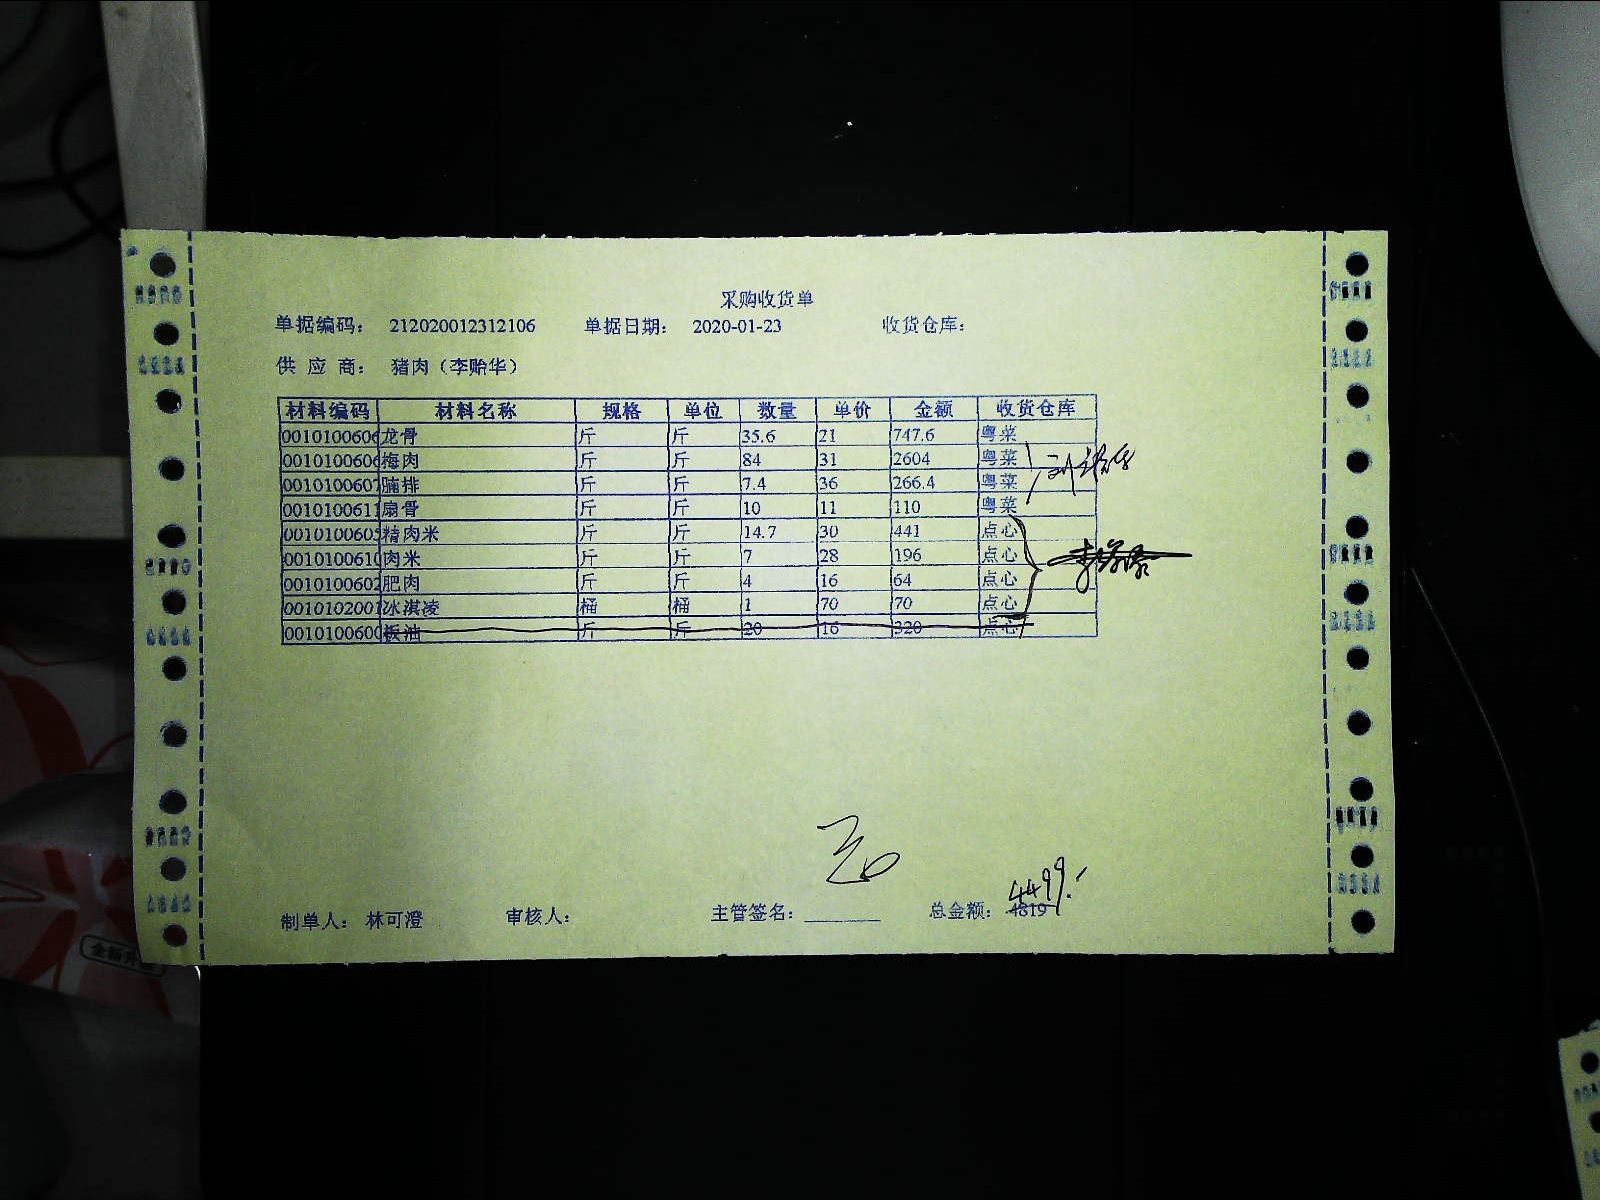 采购收货单
单据编码： 212020012312106 单据日期： 2020-01-23 收货仓库：
供 应 商： 猪肉（李贻华）
材料编码 材料名称 规格 单位 数量 单价 金额 收货仓库
0010100606 龙骨 斤 斤 35.6 21 747.6 粤菜
0010100606 梅肉 斤 斤 84 31 2604 粤菜
0010100607 腩排 斤 斤 7.4 36 266.4 粤菜
0010100611 扇骨 斤 斤 10 11 110 粤菜
0010100605 精肉米 斤 斤 14.7 30 441 点心
0010100610 肉米 斤 斤 7 28 196 点心
0010100602 肥肉 斤 斤 4 16 64 点心
0010102001 冰淇凌 桶 桶 1 70 70 点心
0010100600 板油 斤 斤 20 16 320 点心
4499.-
制单人： 林可澄 审核人： 主管签名： 总金额： 4819
全新升级